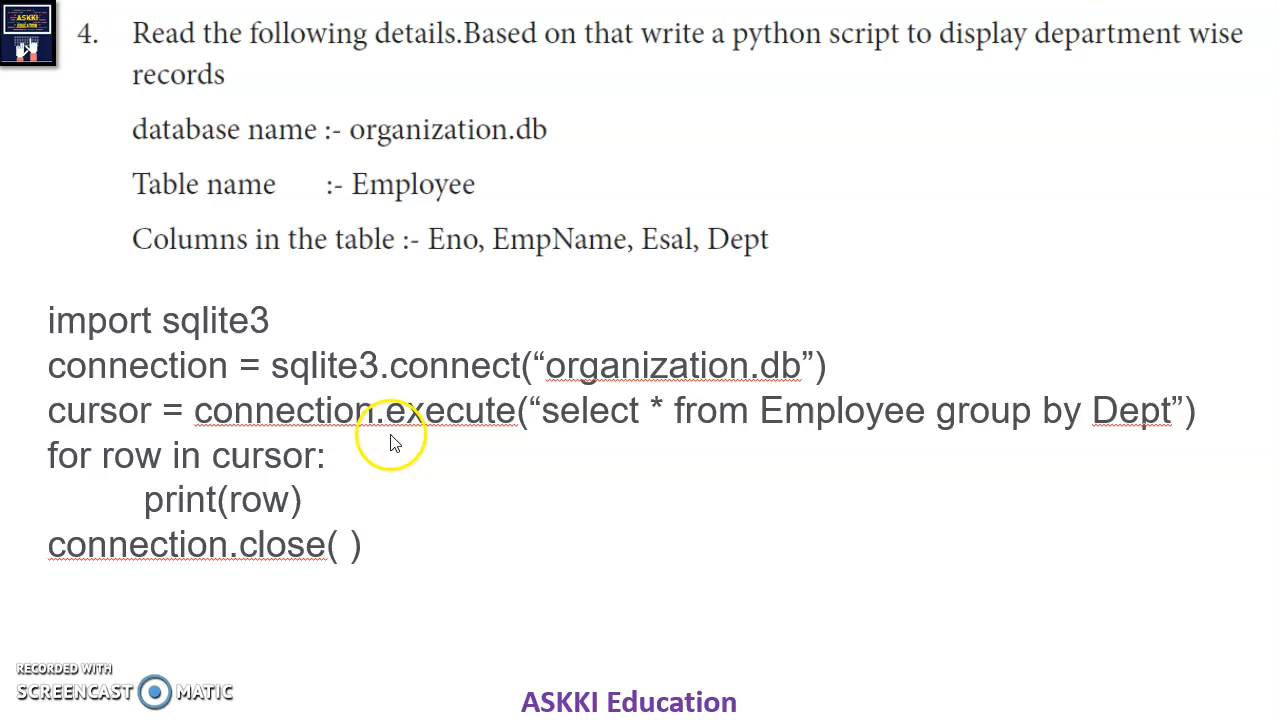 ASKKI
EDUCATION
4. Read the following details.Based on that write a python script to display department wise
records
database name :- organization.db
Table name :- Employee
Columns in the table :- Eno, EmpName, Esal, Dept
import sqlite3
connection = sqlite3.connect(“organization.db”)
cursor = connection.execute(“select * from Employee group by Dept”)
for row in cursor:
print(row)
connection.close( )
RECORDED WITH
SCREENCAST MATIC
ASKKI Education